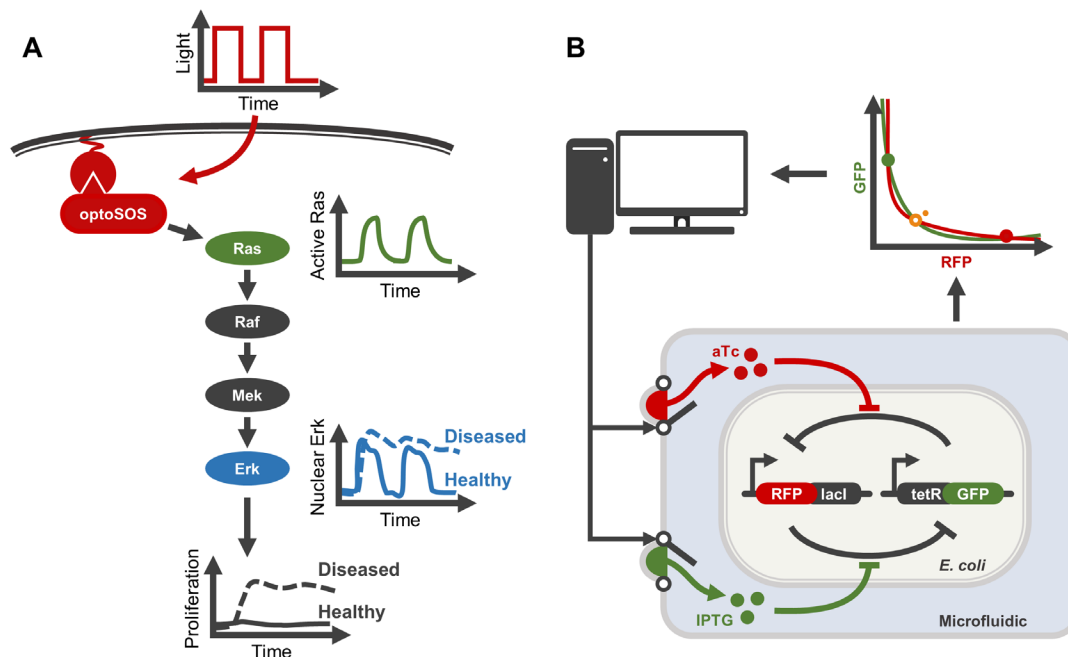 A
Light
Time
optoSOS
Ras
Active Ras
Time
Raf
Mek
Erk
Nuclear Erk
Diseased
Healthy
Time
Proliferation
Diseased
Healthy
Time
B
GFP
RFP
aTc
RFP lacI
tetR GFP
E. coli
IPTG
Microfluidic